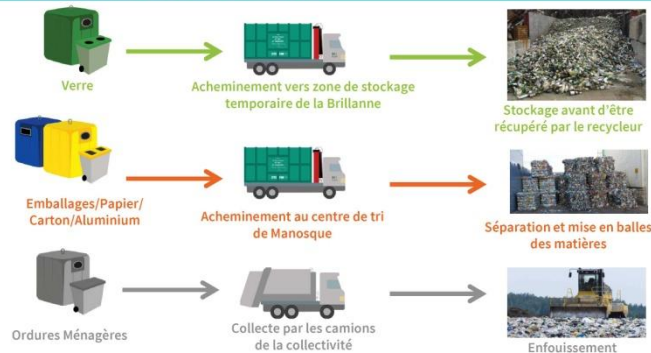 Verre
Acheminement vers zone de stockage
temporaire de la Brillanne
Stockage avant d'être
récupéré par le recycleur
Emballages/Papier/
Carton/Aluminium
Acheminement au centre de tri
de Manosque
Séparation et mise en balles
des matières
Ordures Ménagères
Collecte par les camions
de la collectivité
Enfouissement